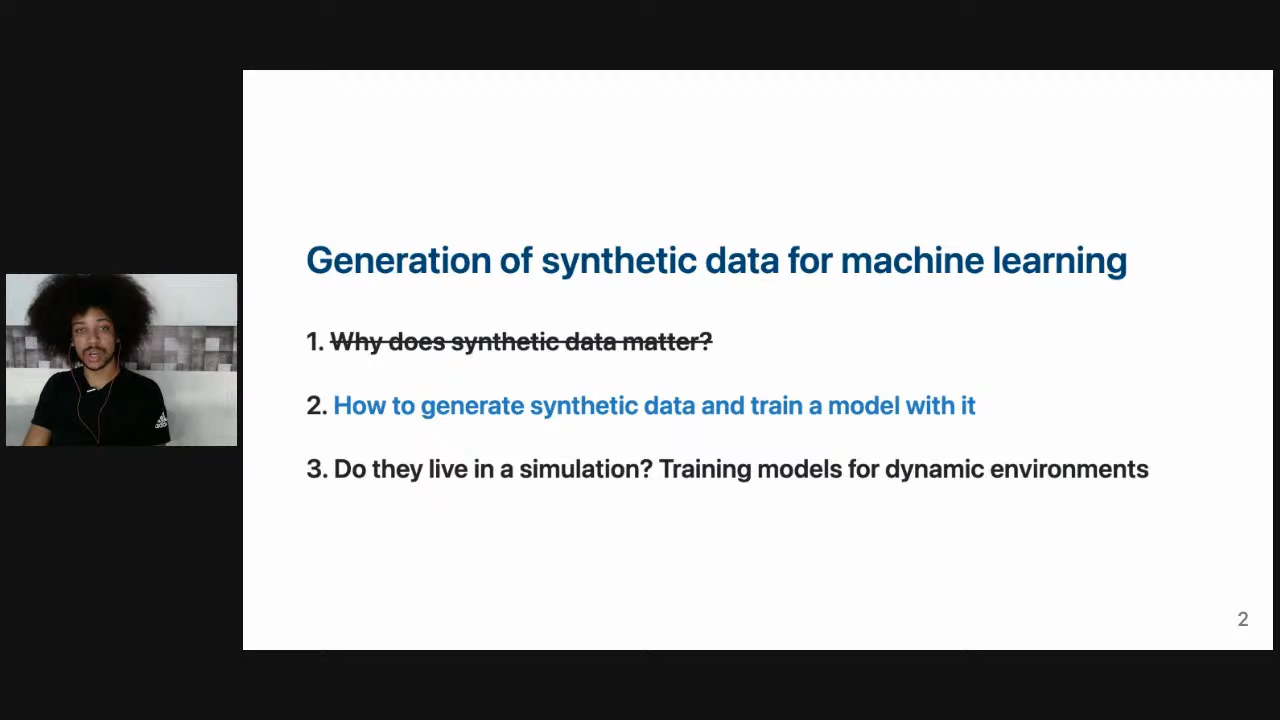 Generation of synthetic data for machine learning
1. Why does synthetic data matter?
2. How to generate synthetic data and train a model with it
3. Do they live in a simulation? Training models for dynamic environments
2
adidas